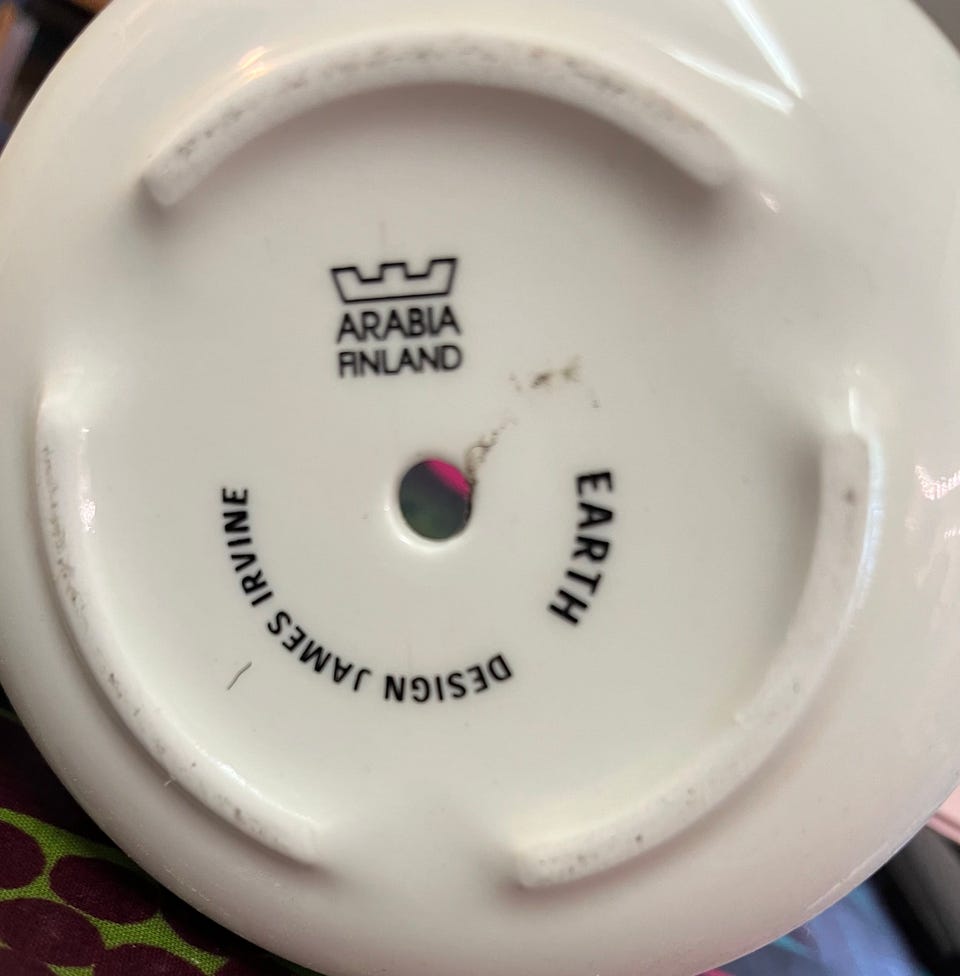 ARABIA
FINLAND
EARTH
DESIGN JAMES IRVINE